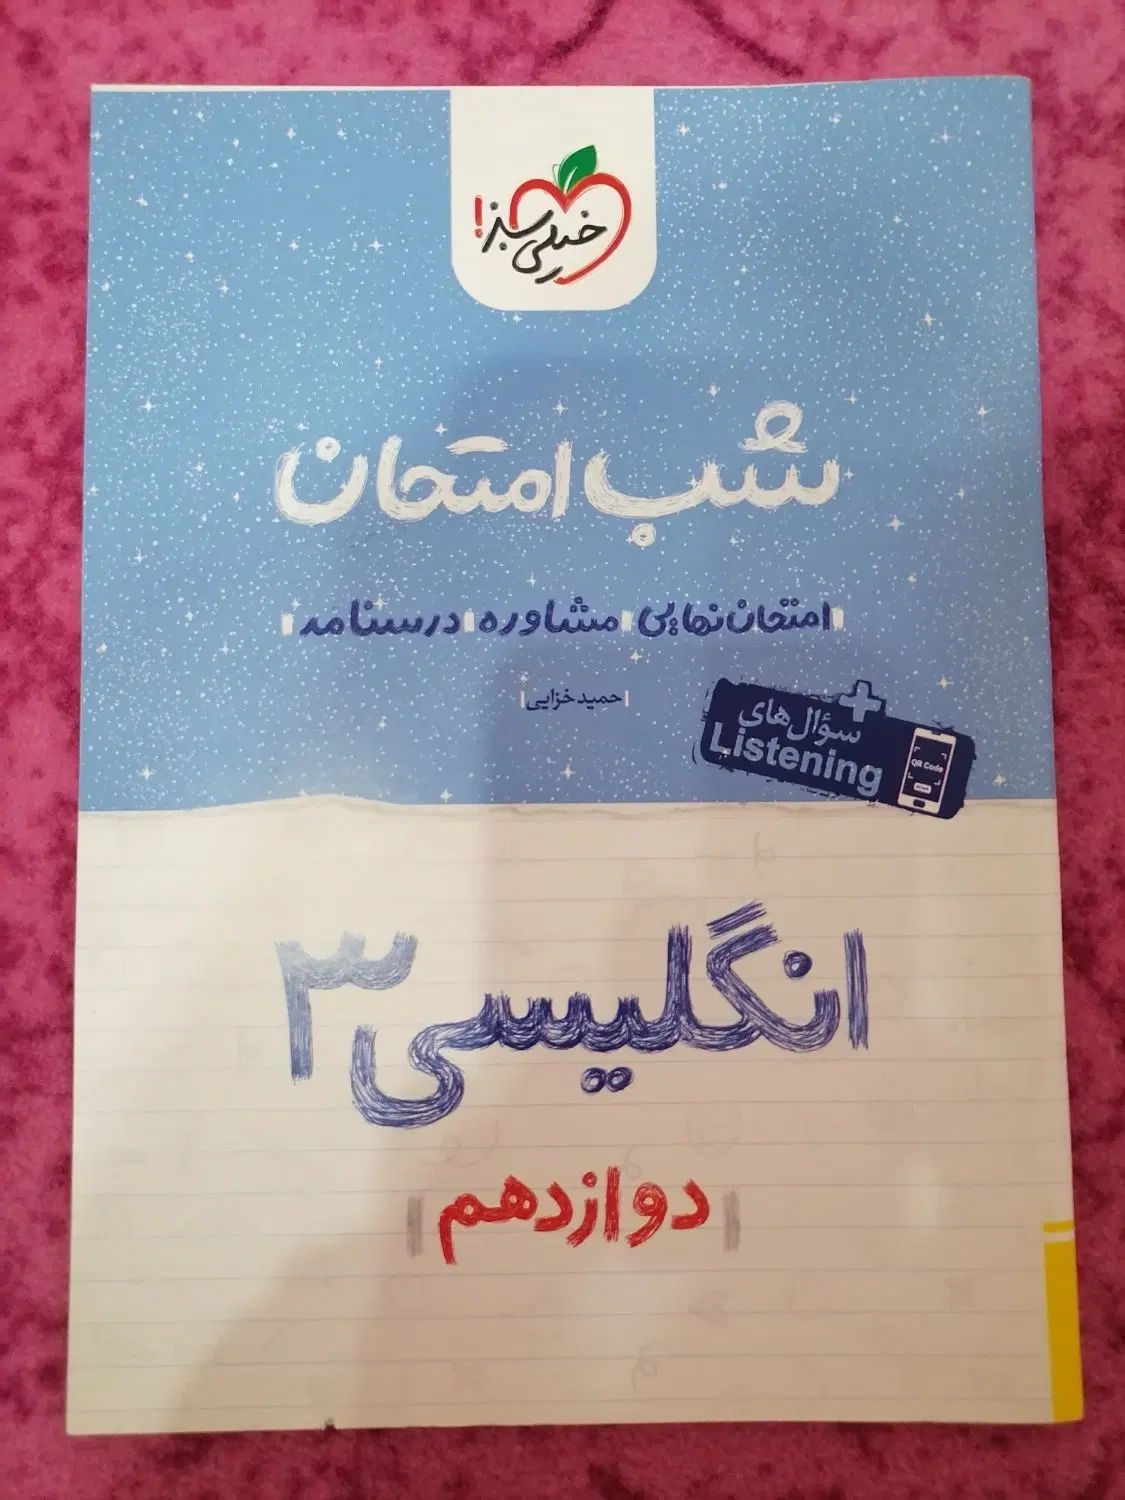 خیلی سبز!
شب امتحان
امتحان نهایی | مشاوره | درسنامه
حمید خزایی
+
سؤال‌های
Listening
QR Code
انگلیسی ۳
دوازدهم